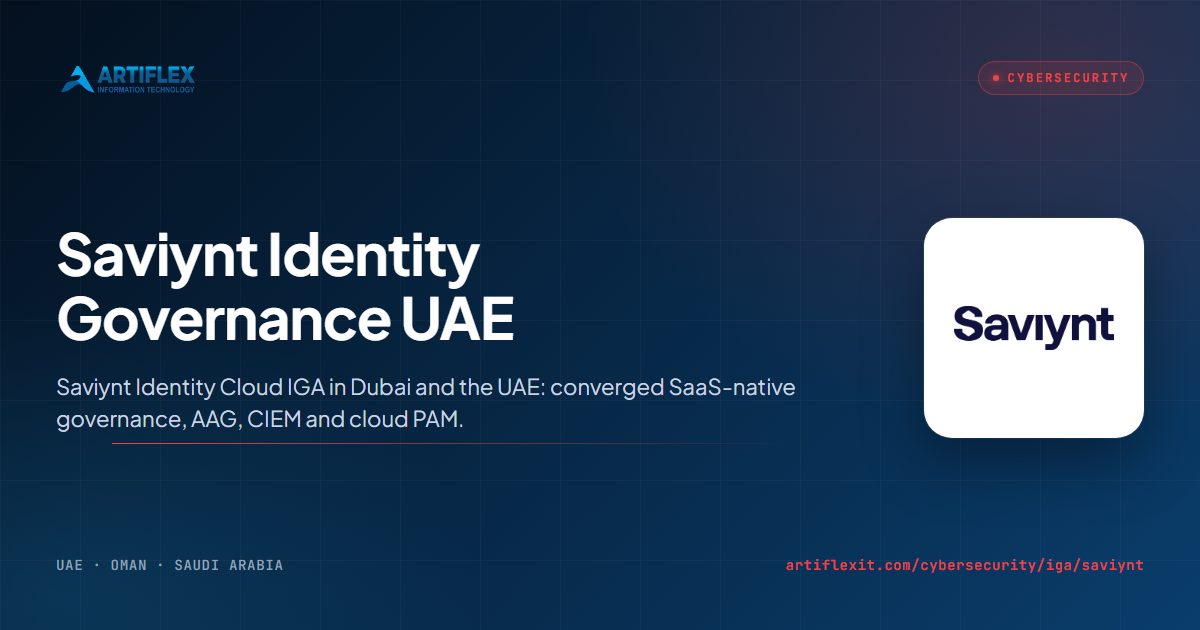 ARTIFLEX
INFORMATION TECHNOLOGY
CYBERSECURITY
Saviynt Identity
Governance UAE
Saviynt Identity Cloud IGA in Dubai and the UAE: converged SaaS-native
governance, AAG, CIEM and cloud PAM.
Saviynt
UAE · OMAN · SAUDI ARABIA
artiflexit.com/cybersecurity/iga/saviynt